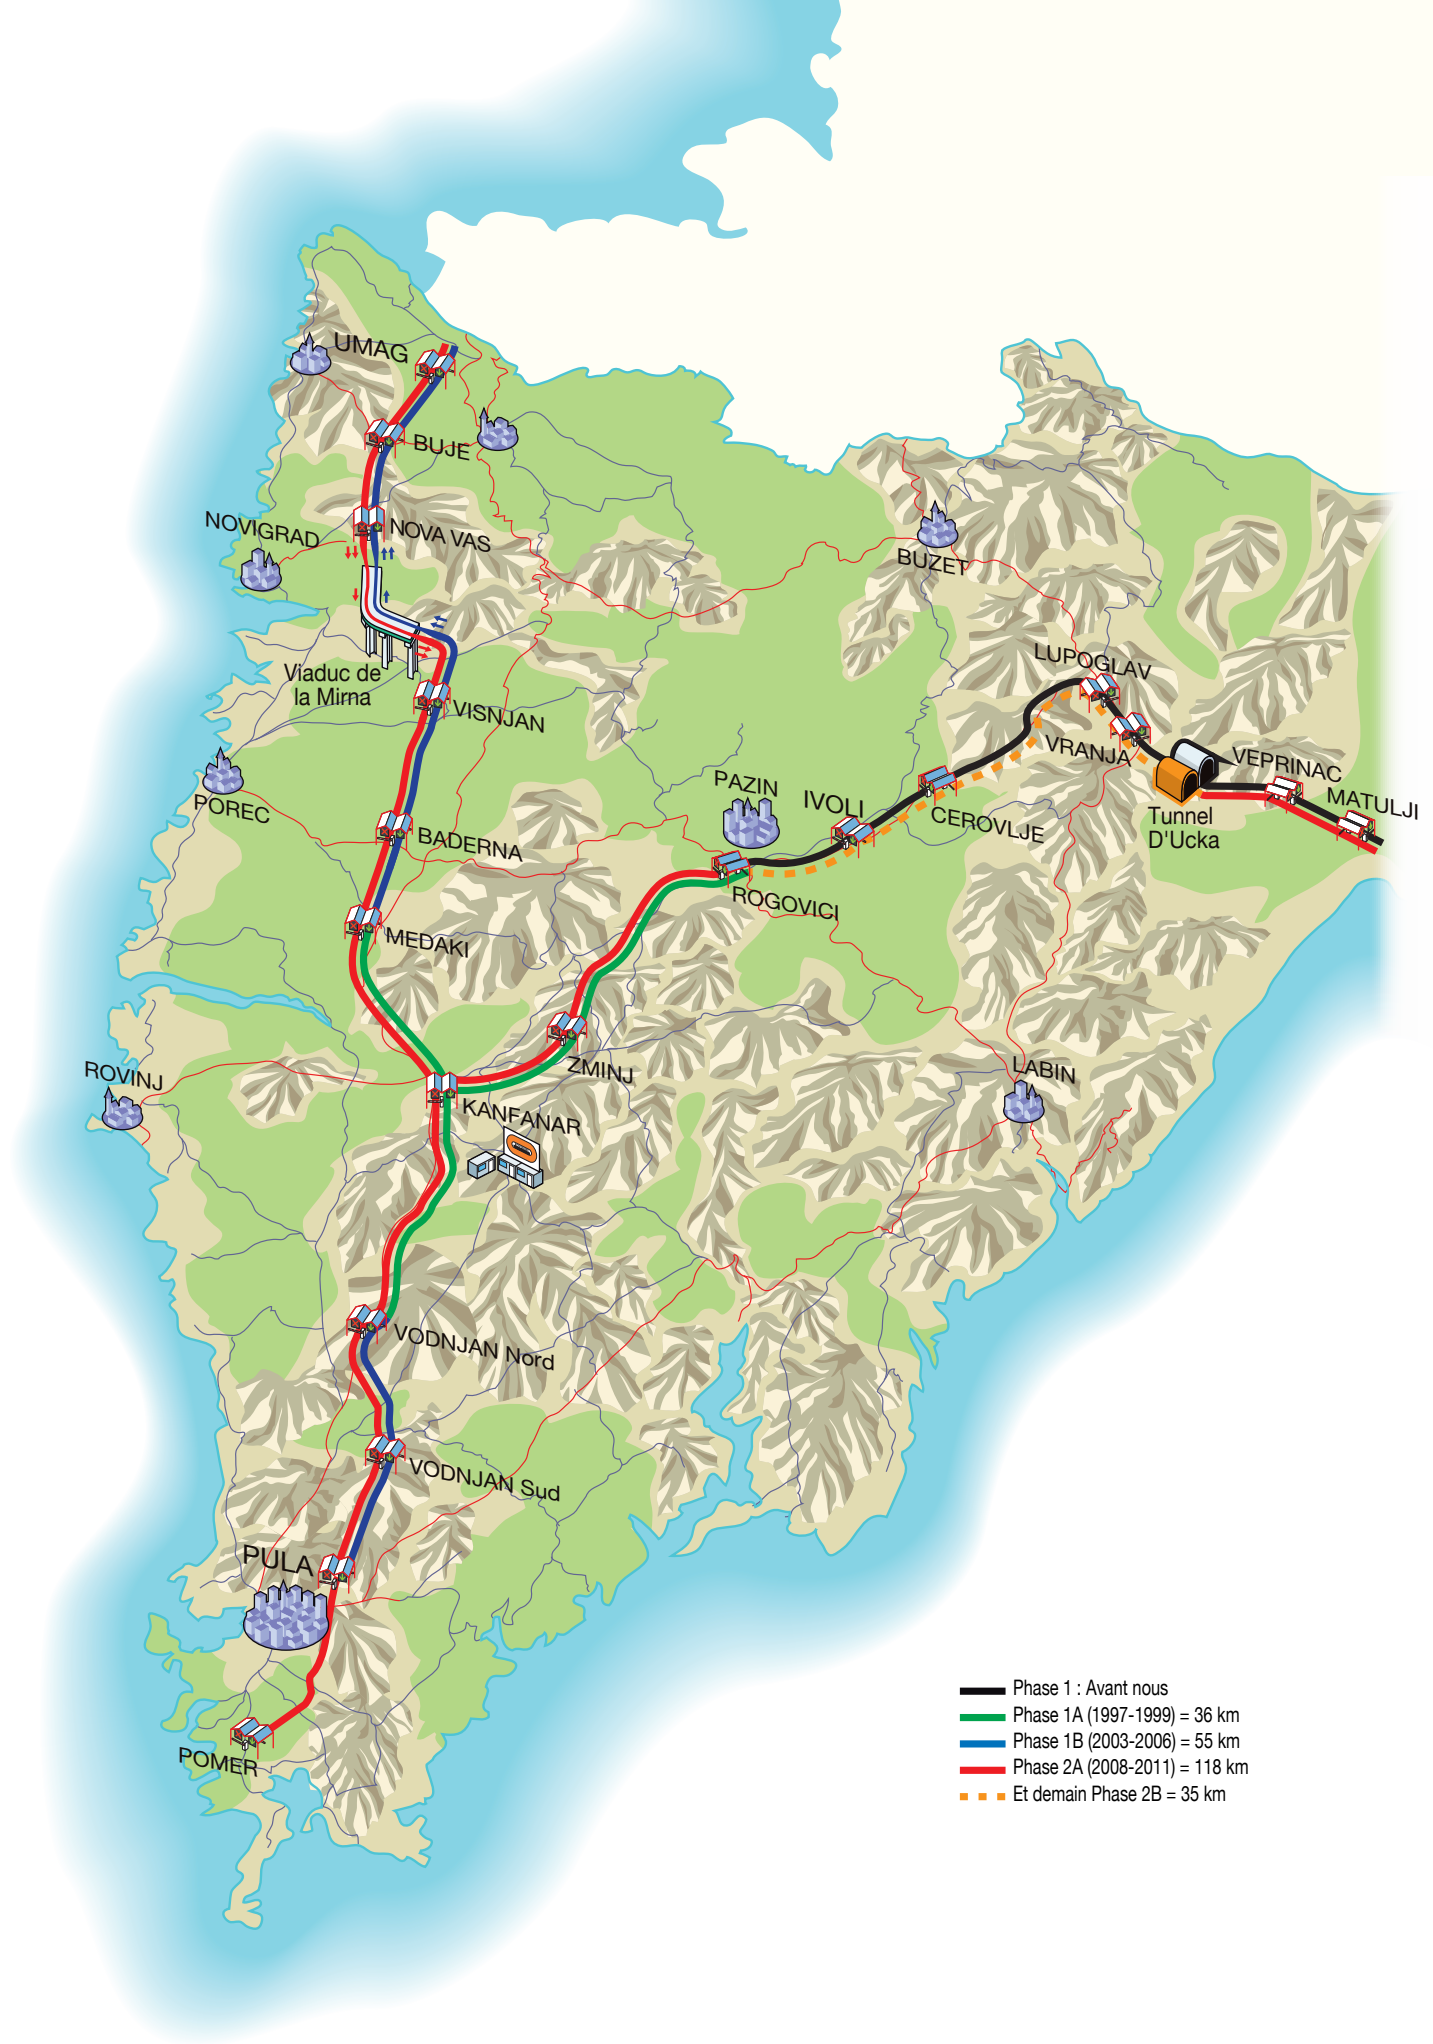 UMAG
BUJE
NOVIGRAD
NOVA VAS
BUZET
Viaduc de
la Mirna
VISNJAN
LUPOGLAV
VRANJA
VEPRINAC
MATULJI
Tunnel
D'Ucka
POREC
PAZIN
IVOLI
CEROVLJE
BADERNA
ROGOVICI
MEDAKI
ROVINJ
ZMINJ
LABIN
KANFANAR
VODNJAN Nord
VODNJAN Sud
PULA
POMER
Phase 1 : Avant nous
Phase 1A (1997-1999) = 36 km
Phase 1B (2003-2006) = 55 km
Phase 2A (2008-2011) = 118 km
Et demain Phase 2B = 35 km